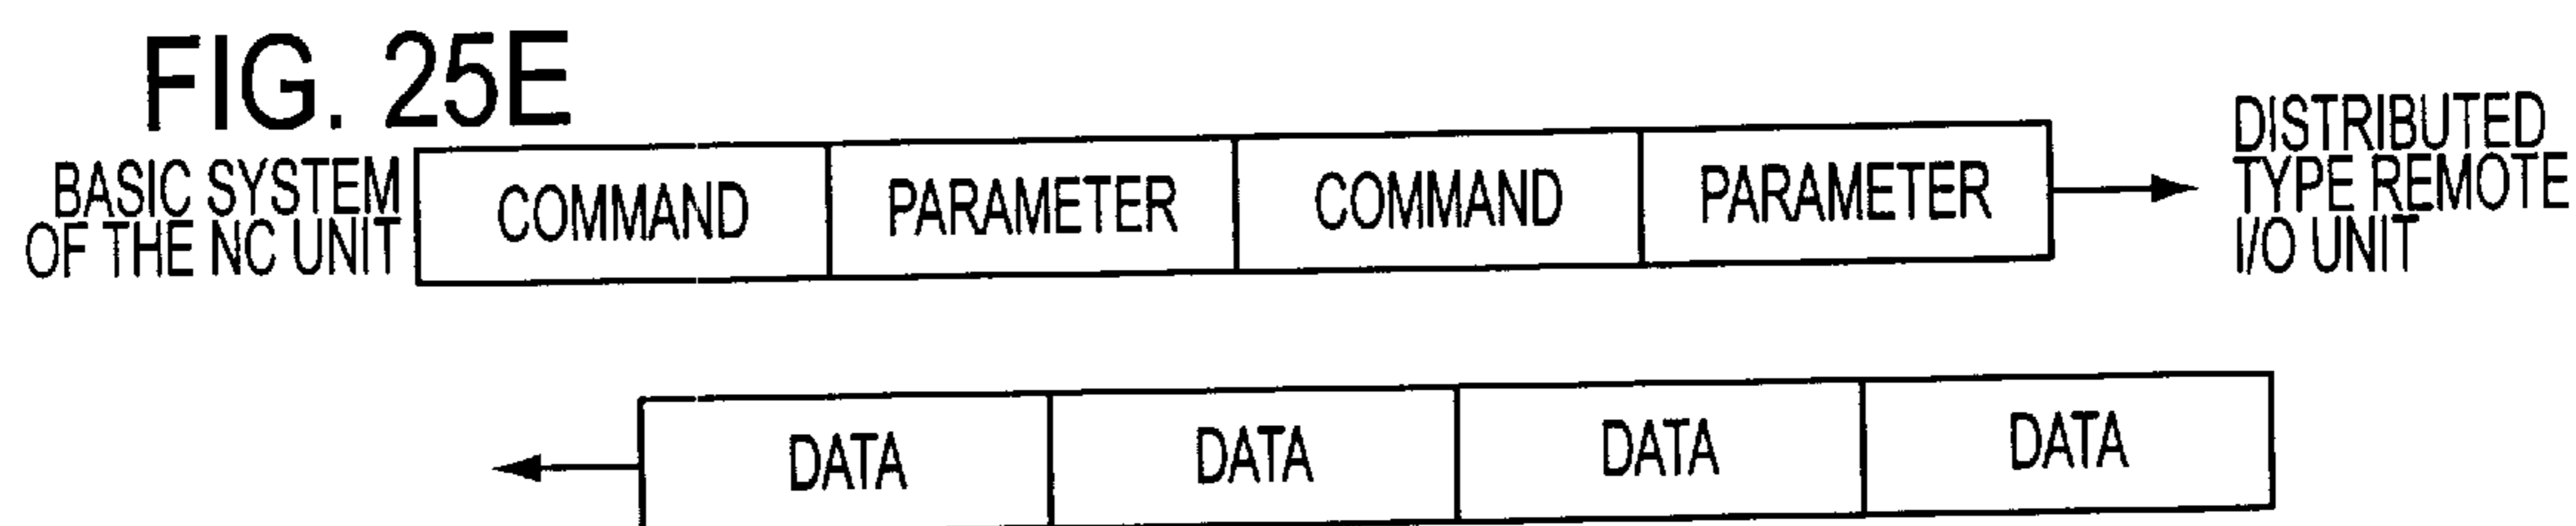 FIG. 25E
BASIC SYSTEM
OF THE NC UNIT
COMMAND
PARAMETER
COMMAND
PARAMETER
DISTRIBUTED
TYPE REMOTE
I/O UNIT
DATA
DATA
DATA
DATA